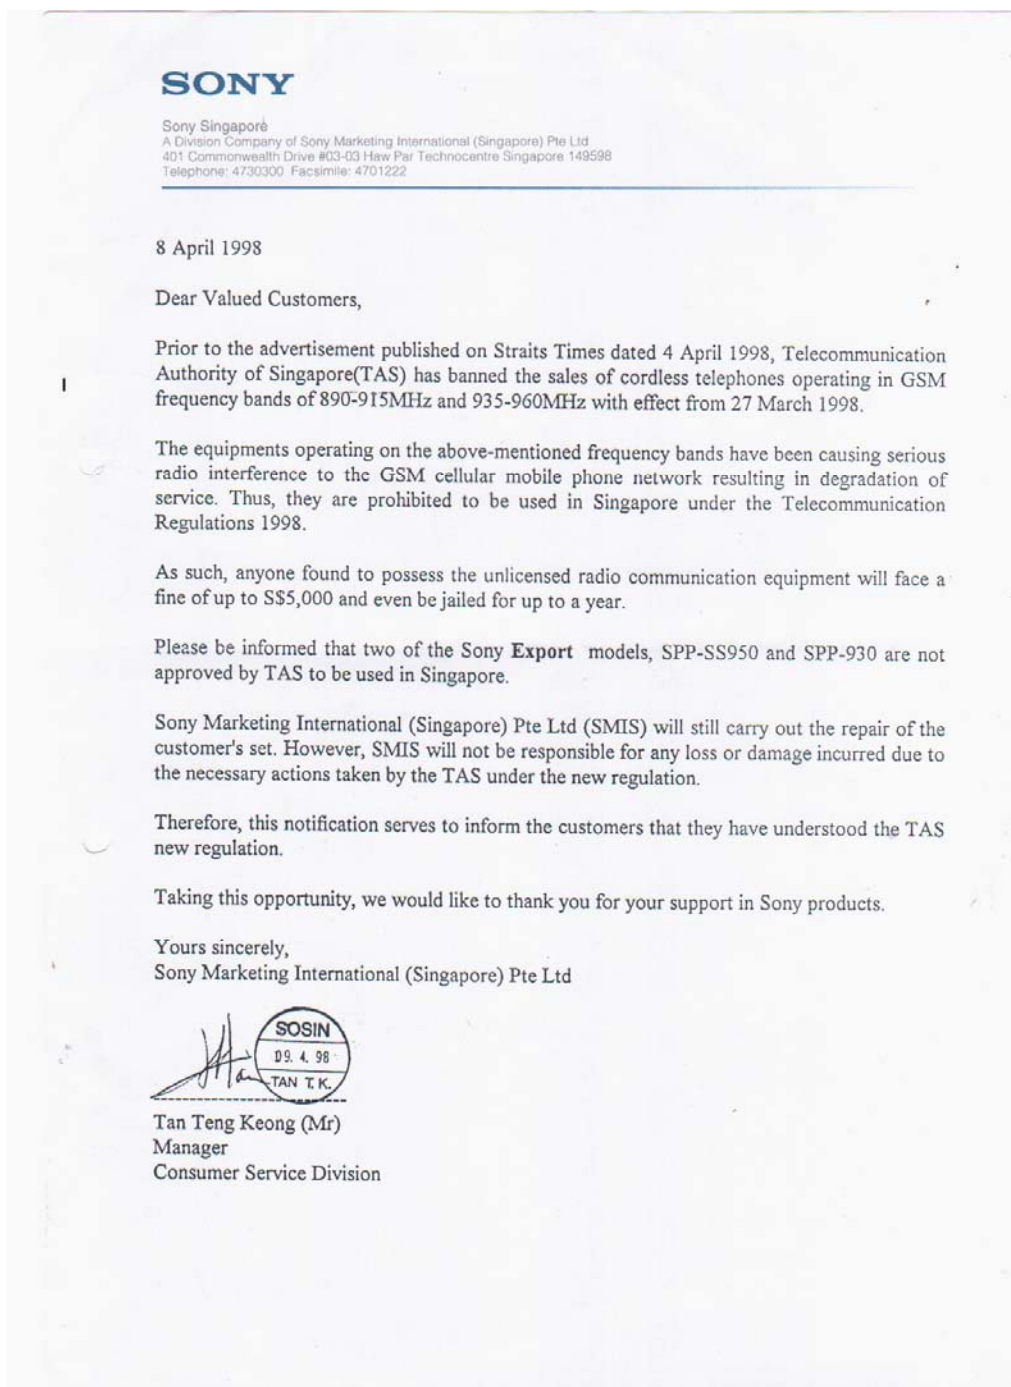 SONY
Sony Singapore
A Division Company of Sony Marketing International (Singapore) Pte Ltd
401 Commonwealth Drive #03-03 Haw Par Technocentre Singapore 149598
Telephone: 4730300 Facsimile: 4701222
8 April 1998
Dear Valued Customers,
Prior to the advertisement published on Straits Times dated 4 April 1998, Telecommunication
Authority of Singapore(TAS) has banned the sales of cordless telephones operating in GSM
frequency bands of 890-915MHz and 935-960MHz with effect from 27 March 1998.
The equipments operating on the above-mentioned frequency bands have been causing serious
radio interference to the GSM cellular mobile phone network resulting in degradation of
service. Thus, they are prohibited to be used in Singapore under the Telecommunication
Regulations 1998.
As such, anyone found to possess the unlicensed radio communication equipment will face a
fine of up to S$5,000 and even be jailed for up to a year.
Please be informed that two of the Sony Export models, SPP-SS950 and SPP-930 are not
approved by TAS to be used in Singapore.
Sony Marketing International (Singapore) Pte Ltd (SMIS) will still carry out the repair of the
customer's set. However, SMIS will not be responsible for any loss or damage incurred due to
the necessary actions taken by the TAS under the new regulation.
Therefore, this notification serves to inform the customers that they have understood the TAS
new regulation.
Taking this opportunity, we would like to thank you for your support in Sony products.
Yours sincerely,
Sony Marketing International (Singapore) Pte Ltd
SOSIN
09. 4. 98
TAN T. K.
Tan Teng Keong (Mr)
Manager
Consumer Service Division